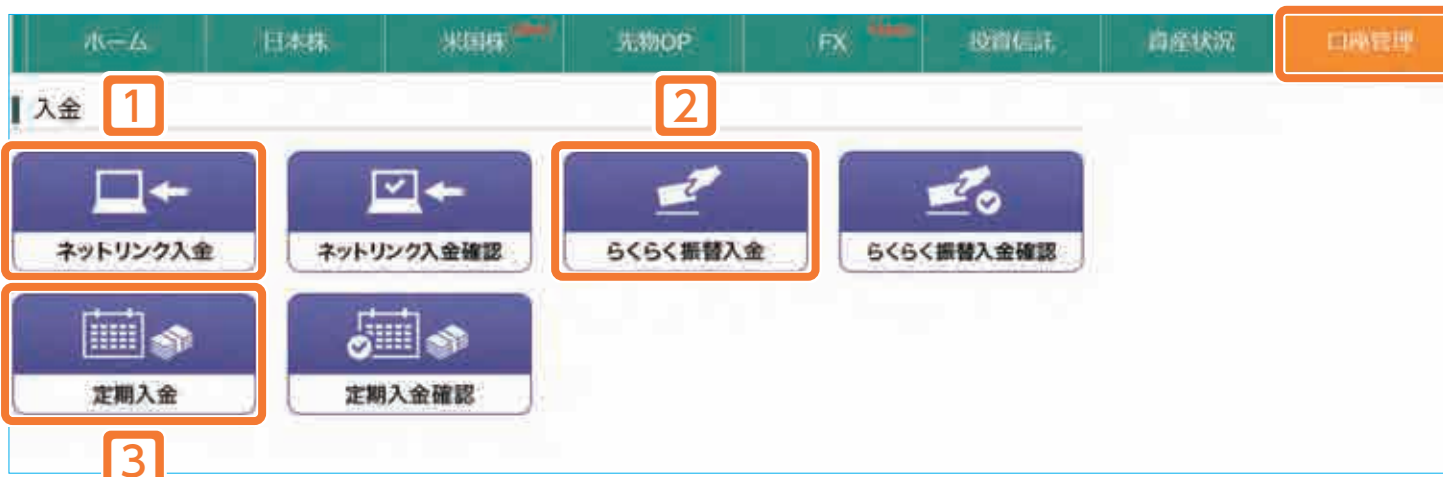 ホーム 日本株 米国株 先物OP FX 投資信託 資産状況 口座管理
入金
1
2
ネットリンク入金 ネットリンク入金確認 らくらく振替入金 らくらく振替入金確認
定期入金 定期入金確認
3